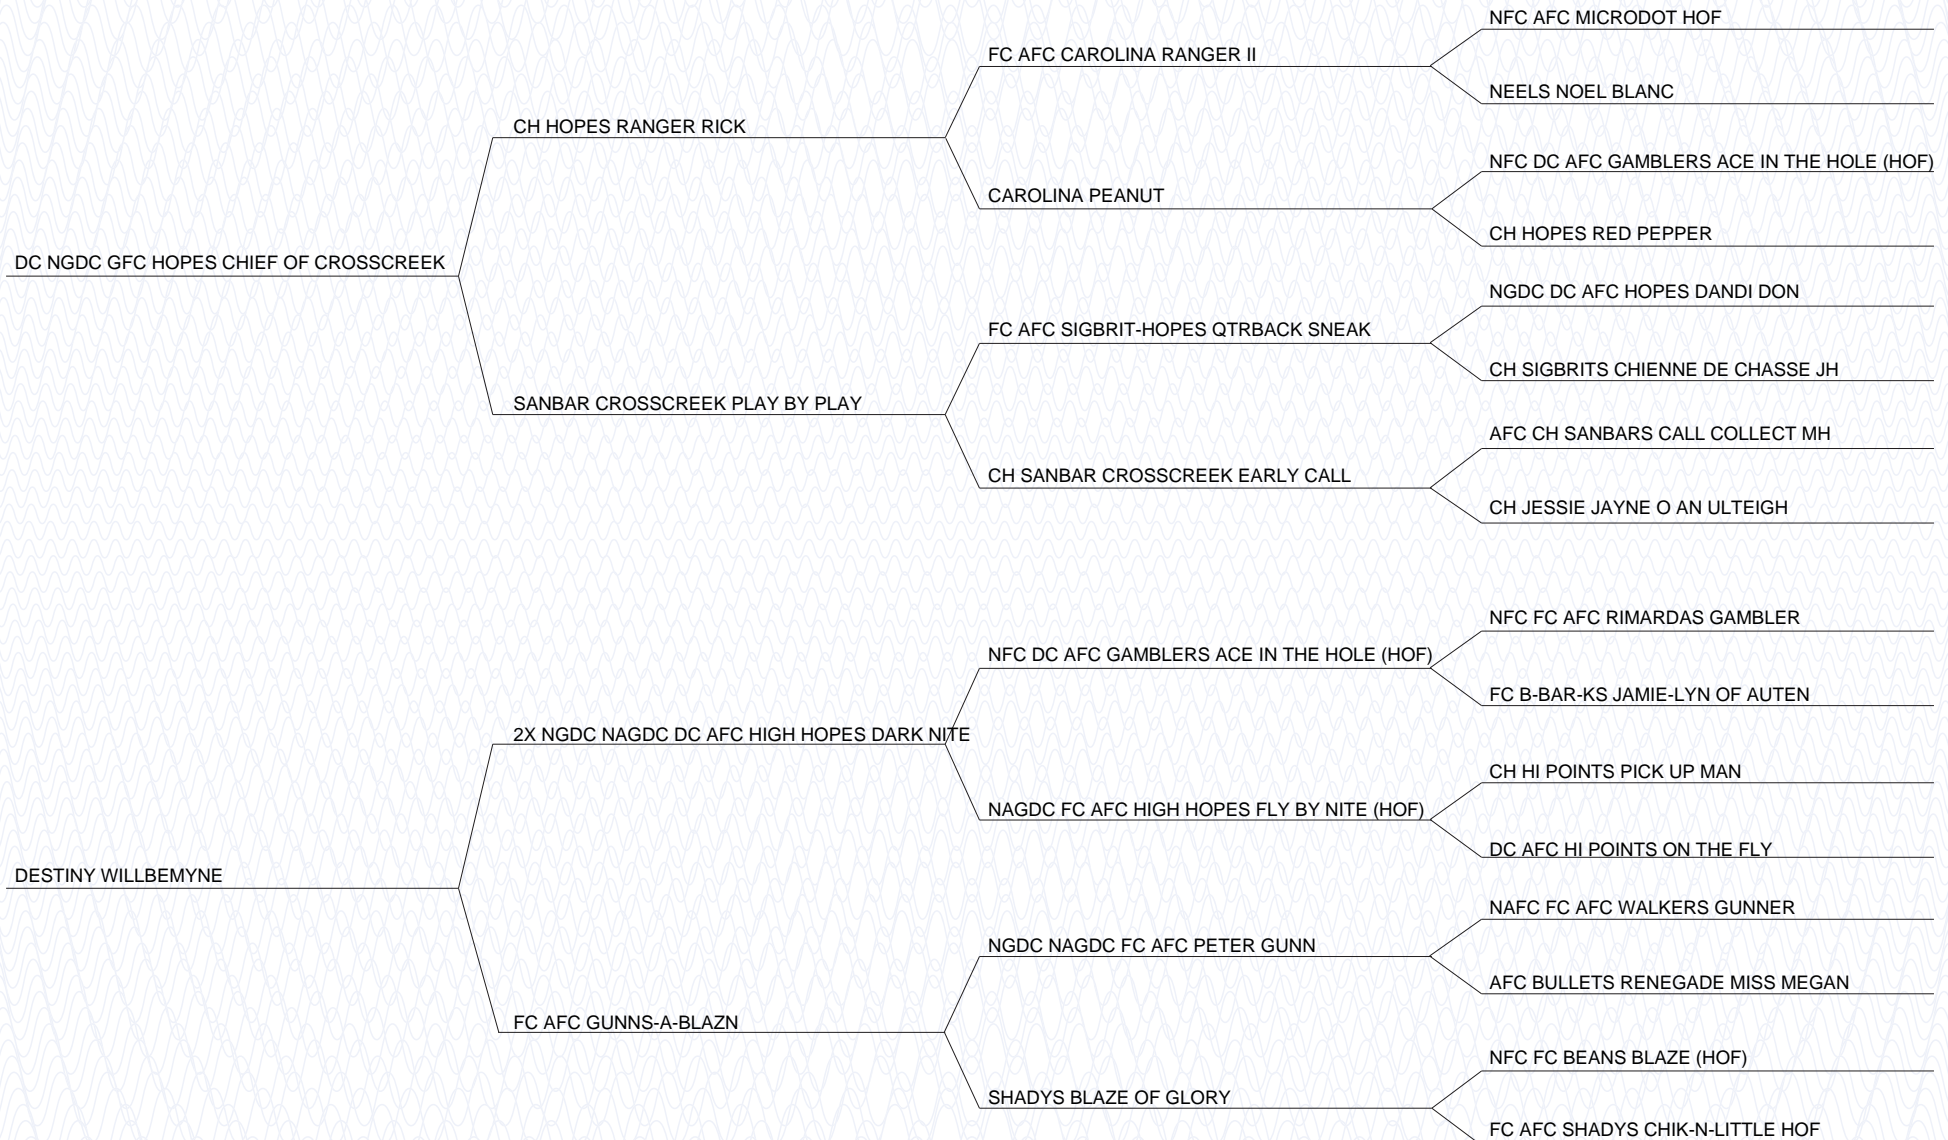 NFC AFC MICRODOT HOF
FC AFC CAROLINA RANGER II
NEELS NOEL BLANC
CH HOPES RANGER RICK
NFC DC AFC GAMBLERS ACE IN THE HOLE (HOF)
CAROLINA PEANUT
CH HOPES RED PEPPER
DC NGDC GFC HOPES CHIEF OF CROSSCREEK
NGDC DC AFC HOPES DANDI DON
FC AFC SIGBRIT-HOPES QTRBACK SNEAK
CH SIGBRITS CHIENNE DE CHASSE JH
SANBAR CROSSCREEK PLAY BY PLAY
AFC CH SANBARS CALL COLLECT MH
CH SANBAR CROSSCREEK EARLY CALL
CH JESSIE JAYNE O AN ULTEIGH
NFC FC AFC RIMARDAS GAMBLER
NFC DC AFC GAMBLERS ACE IN THE HOLE (HOF)
FC B-BAR-KS JAMIE-LYN OF AUTEN
2X NGDC NAGDC DC AFC HIGH HOPES DARK NITE
CH HI POINTS PICK UP MAN
NAGDC FC AFC HIGH HOPES FLY BY NITE (HOF)
DC AFC HI POINTS ON THE FLY
DESTINY WILLBEMYNE
NAFC FC AFC WALKERS GUNNER
NGDC NAGDC FC AFC PETER GUNN
AFC BULLETS RENEGADE MISS MEGAN
FC AFC GUNNS-A-BLAZN
NFC FC BEANS BLAZE (HOF)
SHADYS BLAZE OF GLORY
FC AFC SHADYS CHIK-N-LITTLE HOF